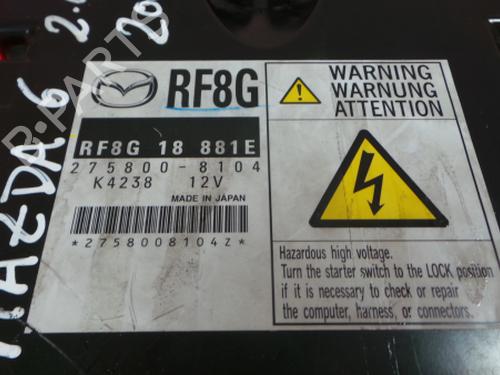 MAZDA 6
RF8G
RF8G 18 881E
275800-8104
K4238 12V
MADE IN JAPAN
*2758008104Z*
WARNING
WARNUNG
ATTENTION
Hazardous high voltage.
Turn the starter switch to the LOCK position
if it is necessary to check or repair
the computer, harness, or connectors.